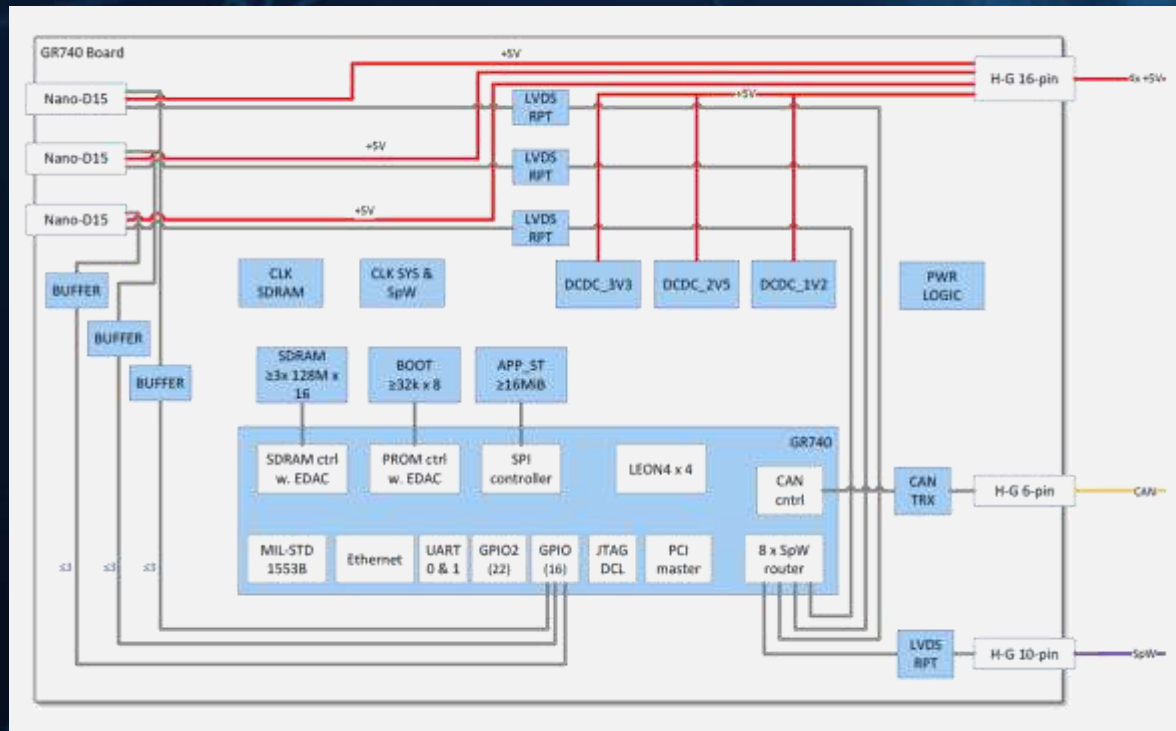 GR740 Board
+5V
H-G 16-pin
4x +5V
Nano-D15
LVDS
RPT
+5V
+5V
Nano-D15
LVDS
RPT
+5V
Nano-D15
LVDS
RPT
CLK
SDRAM
CLK SYS &
SpW
DCDC_3V3
DCDC_2V5
DCDC_1V2
PWR
LOGIC
BUFFER
BUFFER
BUFFER
SDRAM
≥3x 128M x
16
BOOT
≥32k x 8
APP_ST
≥16MiB
GR740
SDRAM ctrl
w. EDAC
PROM ctrl
w. EDAC
SPI
controller
LEON4 x 4
CAN
cntrl
CAN
TRX
H-G 6-pin
CAN
MIL-STD
1553B
Ethernet
UART
0 & 1
GPIO2
(22)
GPIO
(16)
JTAG
DCL
PCI
master
8 x SpW
router
≤3
≤3
≤3
LVDS
RPT
H-G 10-pin
SpW